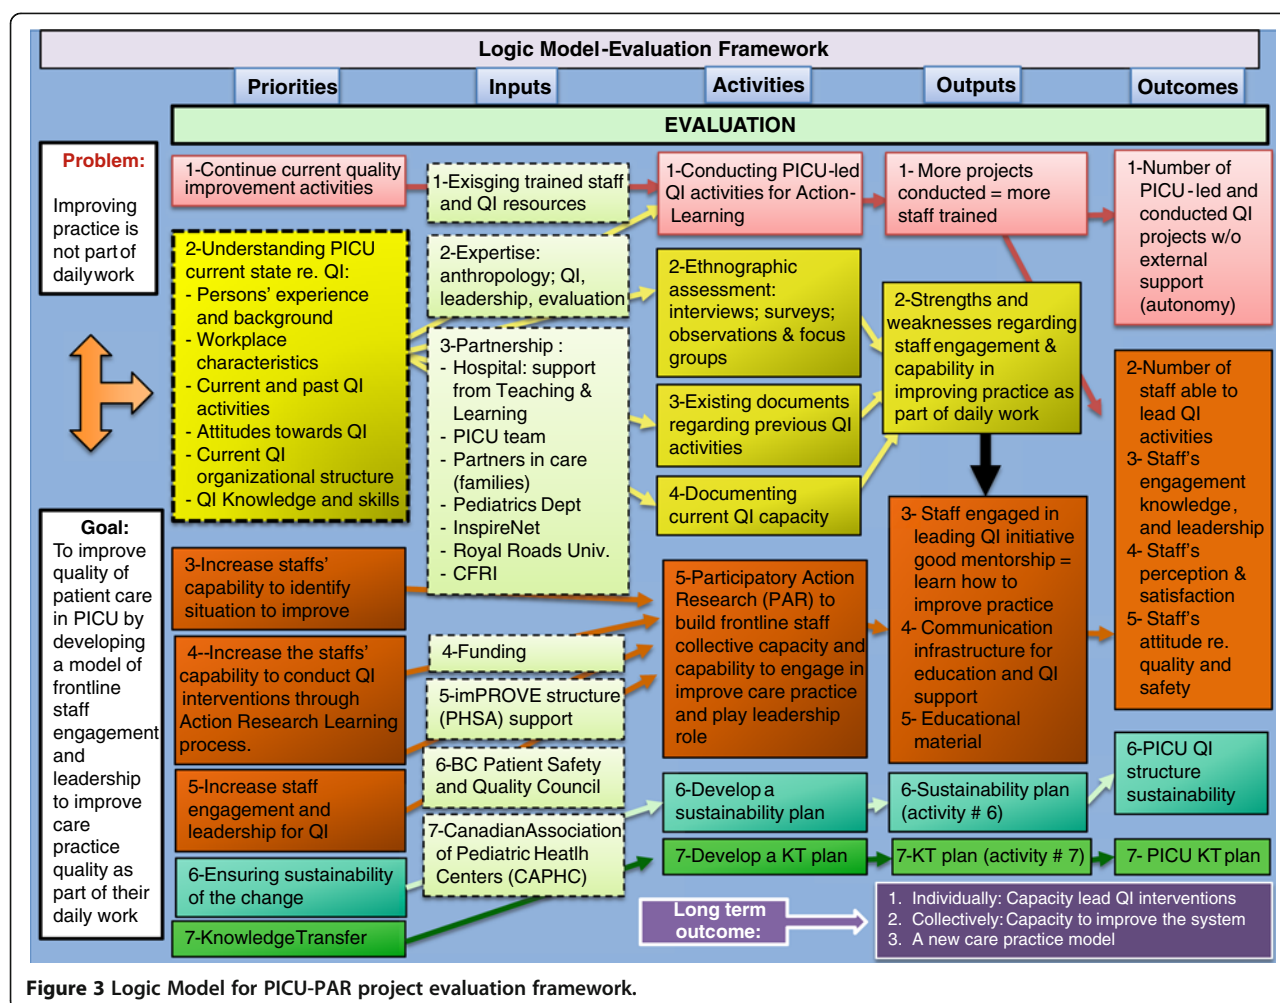 Logic Model-Evaluation Framework
Priorities
Inputs
Activities
Outputs
Outcomes
EVALUATION
Problem:
Improving
practice is
not part of
dailywork
Goal:
To improve
quality of
patient care
in PICU by
developing
a model of
frontline
staff
engagement
and
leadership
to improve
care
practice
quality as
part of their
daily work
1-Continue current quality
improvement activities
2-Understanding PICU
current state re. QI:
- Persons' experience
and background
- Workplace
characteristics
- Current and past QI
activities
- Attitudes towards QI
- Current QI
organizational structure
- QI Knowledge and skills
3-Increase staffs'
capability to identify
situation to improve
4--Increase the staffs'
capability to conduct QI
interventions through
Action Research Learning
process.
5-Increase staff
engagement and
leadership for QI
6-Ensuring sustainability
of the change
7-KnowledgeTransfer
1-Exisging trained staff
and QI resources
2-Expertise:
anthropology; QI,
leadership, evaluation
3-Partnership :
- Hospital: support
from Teaching &
Learning
- PICU team
- Partners in care
(families)
- Pediatrics Dept
- InspireNet
- Royal Roads Univ.
- CFRI
4-Funding
5-imPROVE structure
(PHSA) support
6-BC Patient Safety
and Quality Council
7-CanadianAssociation
of Pediatric Heatlh
Centers (CAPHC)
1-Conducting PICU-led
QI activities for Action-
Learning
2-Ethnographic
assessment:
interviews; surveys;
observations & focus
groups
3-Existing documents
regarding previous QI
activities
4-Documenting
current QI capacity
5-Participatory Action
Research (PAR) to
build frontline staff
collective capacity and
capability to engage in
improve care practice
and play leadership
role
6-Develop a
sustainability plan
7-Develop a KT plan
1- More projects
conducted = more
staff trained
2-Strengths and
weaknesses regarding
staff engagement &
capability in
improving practice as
part of daily work
3- Staff engaged in
leading QI initiative
good mentorship =
learn how to
improve practice
4- Communication
infrastructure for
education and QI
support
5- Educational
material
6-Sustainability plan
(activity # 6)
7-KT plan (activity # 7)
1-Number of
PICU-led and
conducted QI
projects w/o
external
support
(autonomy)
2-Number of
staff able to
lead QI
activities
3- Staff's
engagement
knowledge,
and leadership
4- Staff's
perception &
satisfaction
5- Staff's
attitude re.
quality and
safety
6-PICU QI
structure
sustainability
7- PICU KT plan
Long term
outcome:
1. Individually: Capacity lead QI interventions
2. Collectively: Capacity to improve the system
3. A new care practice model
Figure 3 Logic Model for PICU-PAR project evaluation framework.